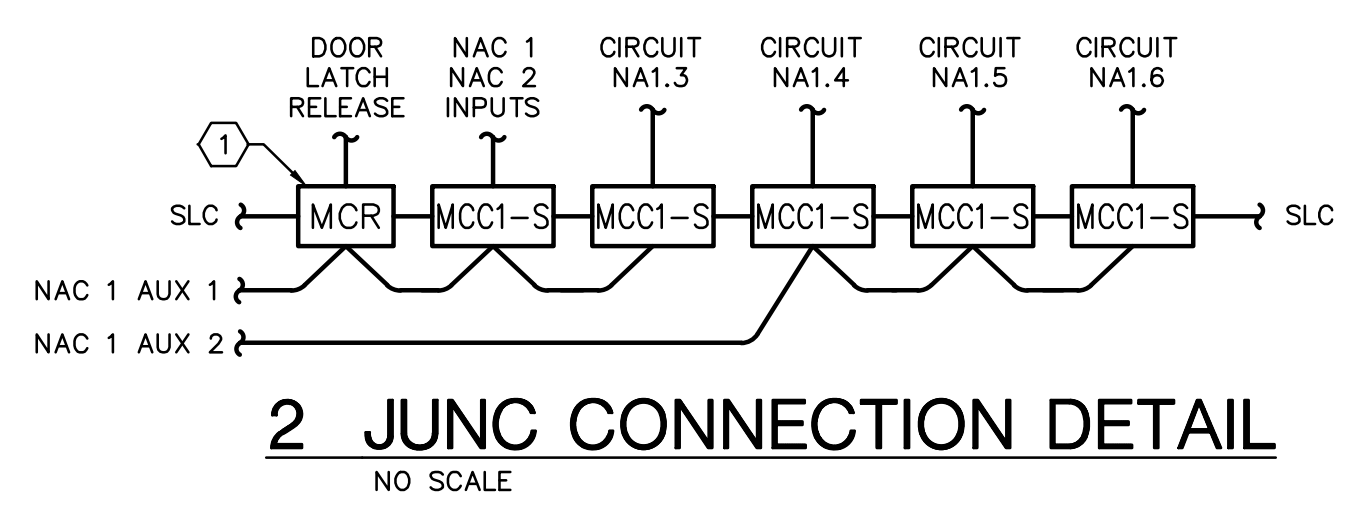 DOOR
LATCH
RELEASE
NAC 1
NAC 2
INPUTS
CIRCUIT
NA1.3
CIRCUIT
NA1.4
CIRCUIT
NA1.5
CIRCUIT
NA1.6
1
SLC
MCR
MCC1-S
MCC1-S
MCC1-S
MCC1-S
MCC1-S
SLC
NAC 1 AUX 1
NAC 1 AUX 2
2 JUNC CONNECTION DETAIL
NO SCALE